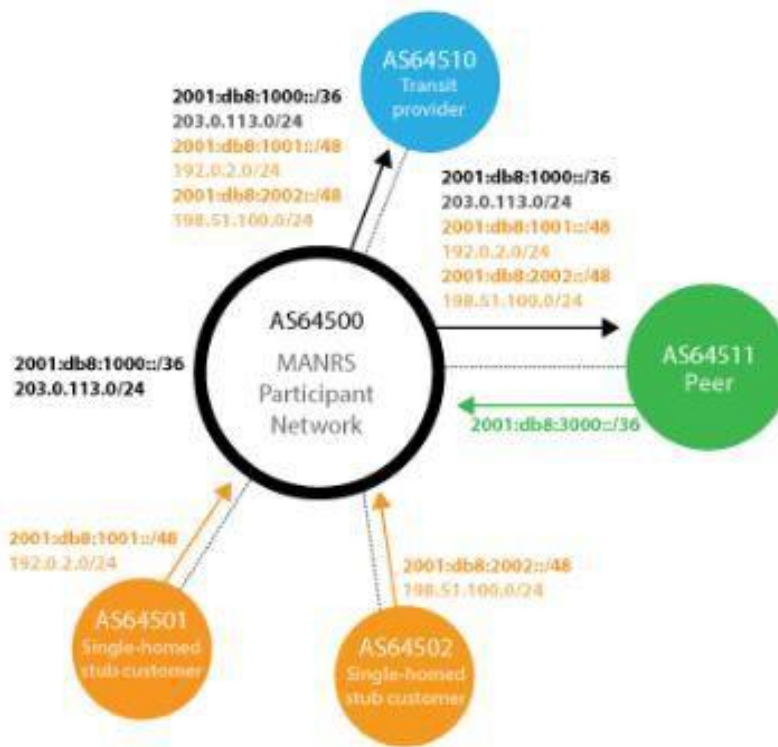 AS64510
Transit
provider
2001:db8:1000::/36
203.0.113.0/24
2001:db8:1001::/48
192.0.2.0/24
2001:db8:2002::/48
198.51.100.0/24
2001:db8:1000::/36
203.0.113.0/24
2001:db8:1001::/48
192.0.2.0/24
2001:db8:2002::/48
198.51.100.0/24
AS64500
MANRS
Participant
Network
2001:db8:1000::/36
203.0.113.0/24
AS64511
Peer
2001:db8:3000::/36
2001:db8:1001::/48
192.0.2.0/24
2001:db8:2002::/48
198.51.100.0/24
AS64501
Single-homed
stub customer
AS64502
Single-homed
stub customer